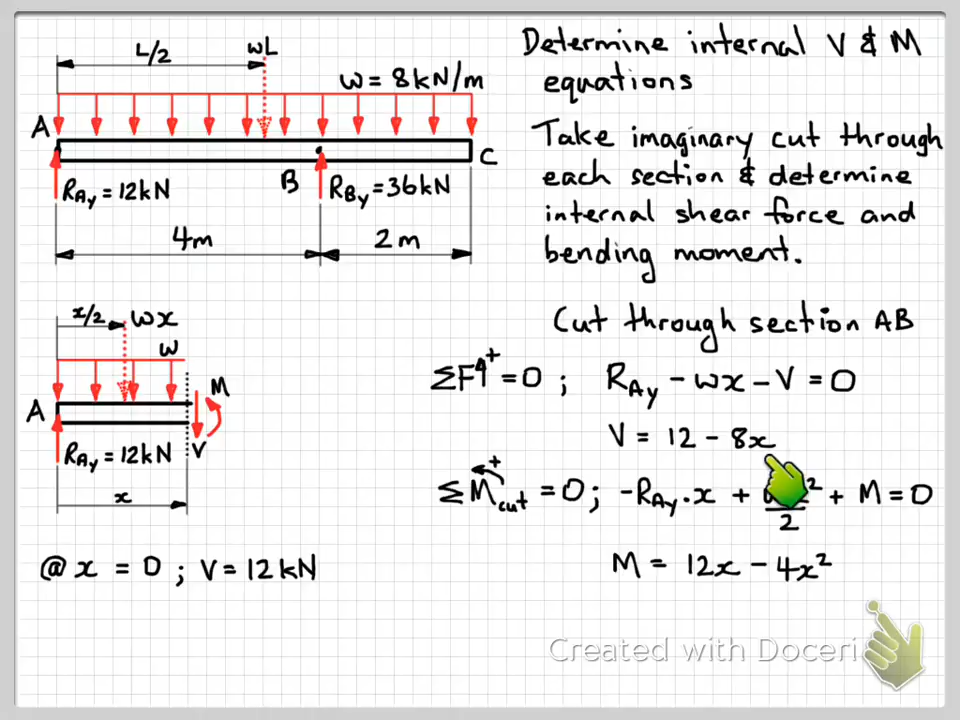 L/2
wL
w = 8kN/m
A
B
C
RAy = 12kN
RBy = 36kN
4m
2m
Determine internal V & M
equations
Take imaginary cut through
each section & determine
internal shear force and
bending moment.
Cut through section AB
x/2
wx
w
M
A
V
RAy = 12kN
x
ΣF↑+ = 0 ; RAy - wx - V = 0
V = 12 - 8x
ΣMcut + = 0 ; -RAy.x + x²/2 + M = 0
M = 12x - 4x²
@ x = 0 ; V = 12kN
Created with Doceri